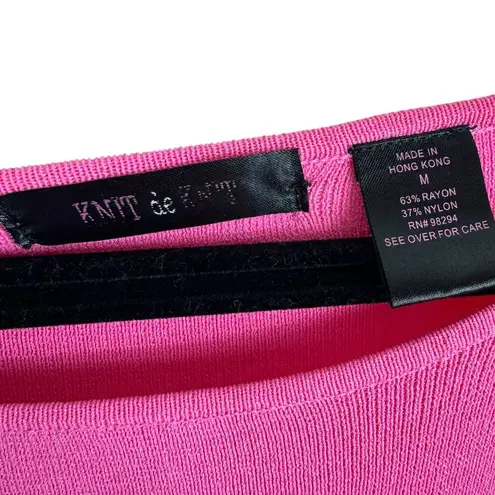 KNIT de KNIT
MADE IN
HONG KONG
M
63% RAYON
37% NYLON
RN# 98294
SEE OVER FOR CARE